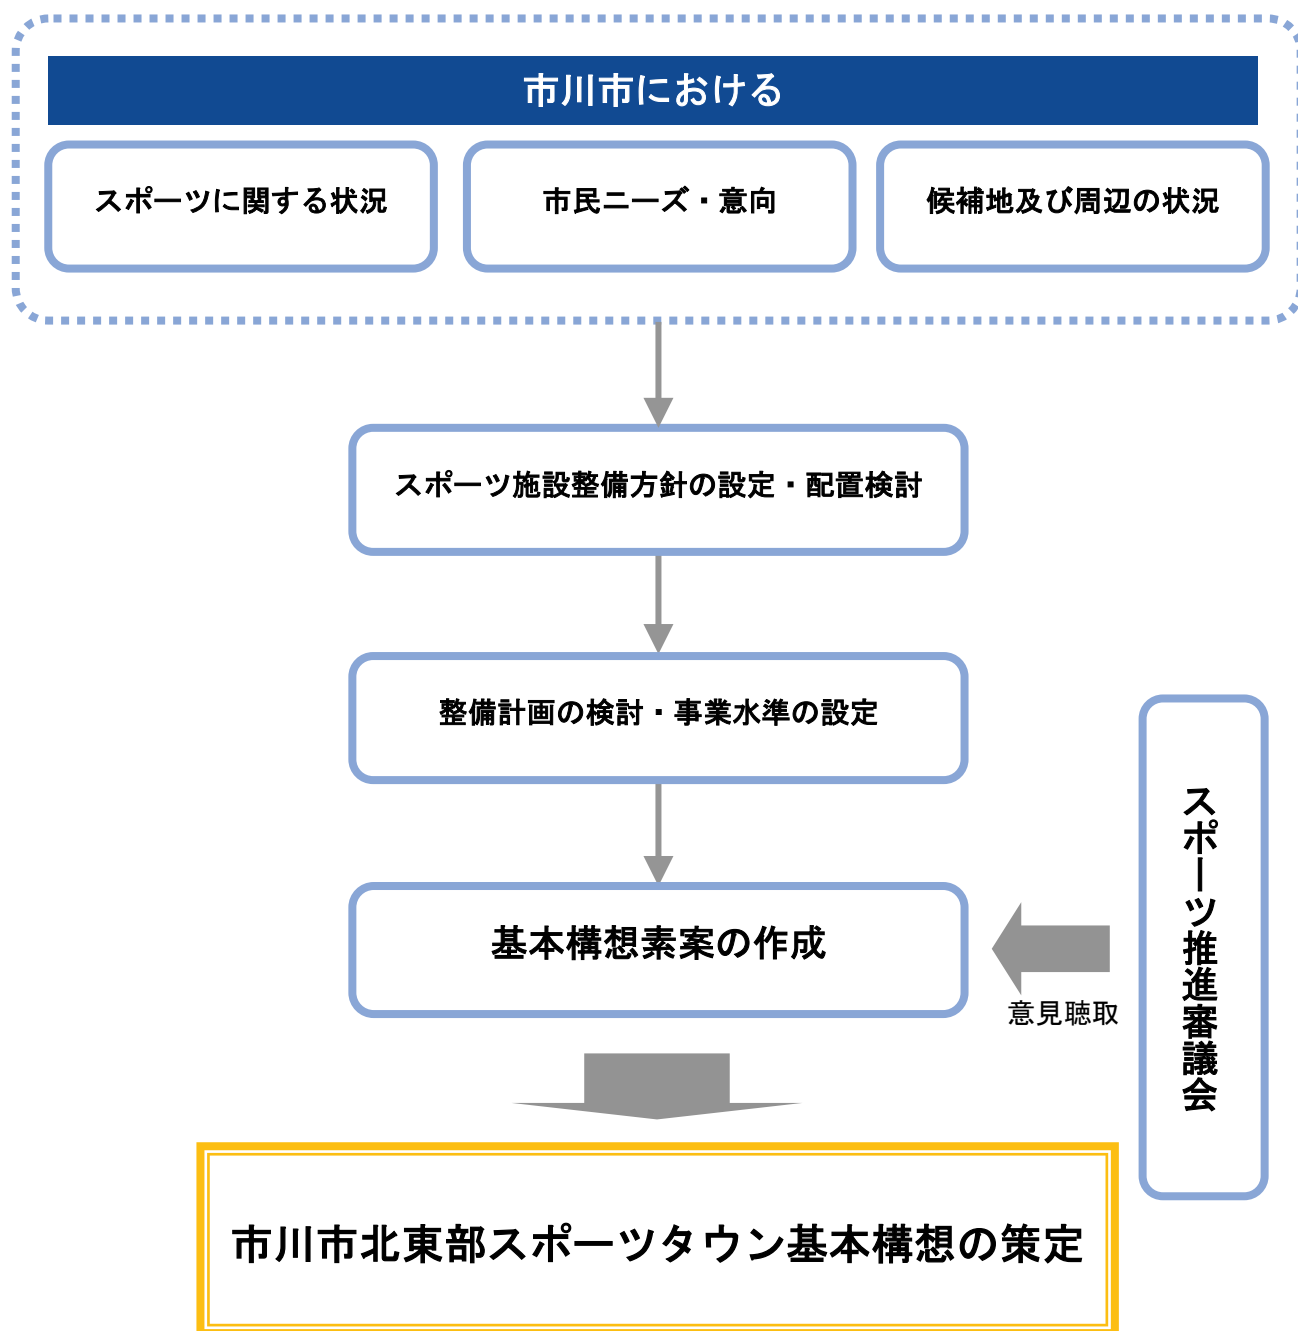 市川市における
スポーツに関する状況
市民ニーズ・意向
候補地及び周辺の状況
スポーツ施設整備方針の設定・配置検討
整備計画の検討・事業水準の設定
基本構想素案の作成
意見聴取
スポーツ推進審議会
市川市北東部スポーツタウン基本構想の策定